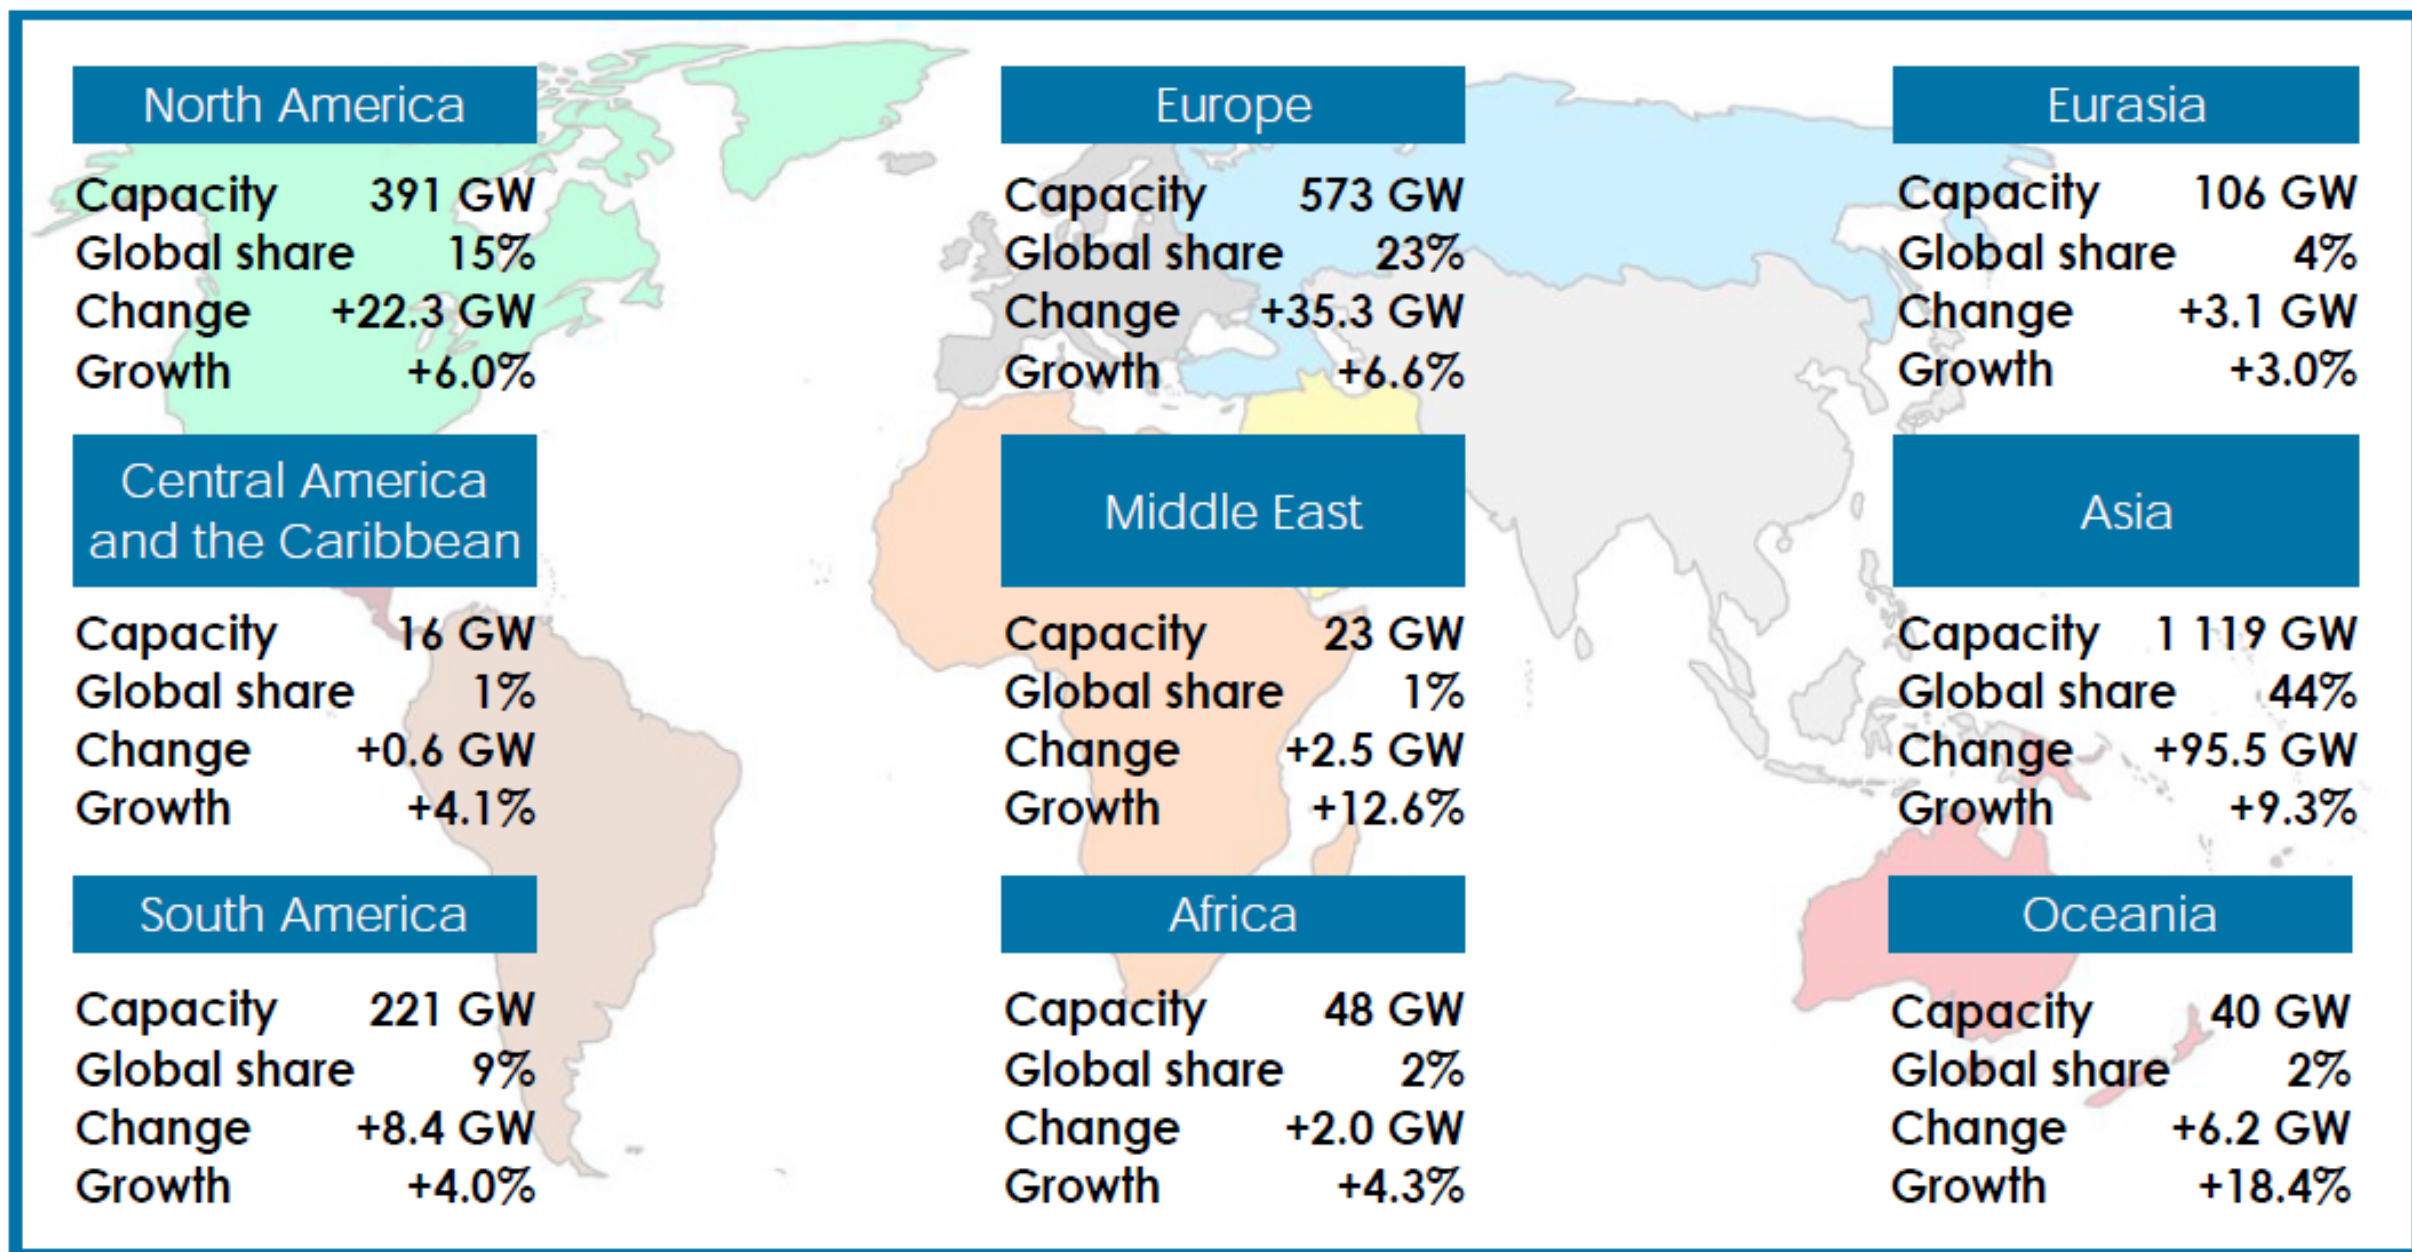 North America
Capacity 391 GW
Global share 15%
Change +22.3 GW
Growth +6.0%
Europe
Capacity 573 GW
Global share 23%
Change +35.3 GW
Growth +6.6%
Eurasia
Capacity 106 GW
Global share 4%
Change +3.1 GW
Growth +3.0%
Central America
and the Caribbean
Capacity 16 GW
Global share 1%
Change +0.6 GW
Growth +4.1%
Middle East
Capacity 23 GW
Global share 1%
Change +2.5 GW
Growth +12.6%
Asia
Capacity 1 119 GW
Global share 44%
Change +95.5 GW
Growth +9.3%
South America
Capacity 221 GW
Global share 9%
Change +8.4 GW
Growth +4.0%
Africa
Capacity 48 GW
Global share 2%
Change +2.0 GW
Growth +4.3%
Oceania
Capacity 40 GW
Global share 2%
Change +6.2 GW
Growth +18.4%